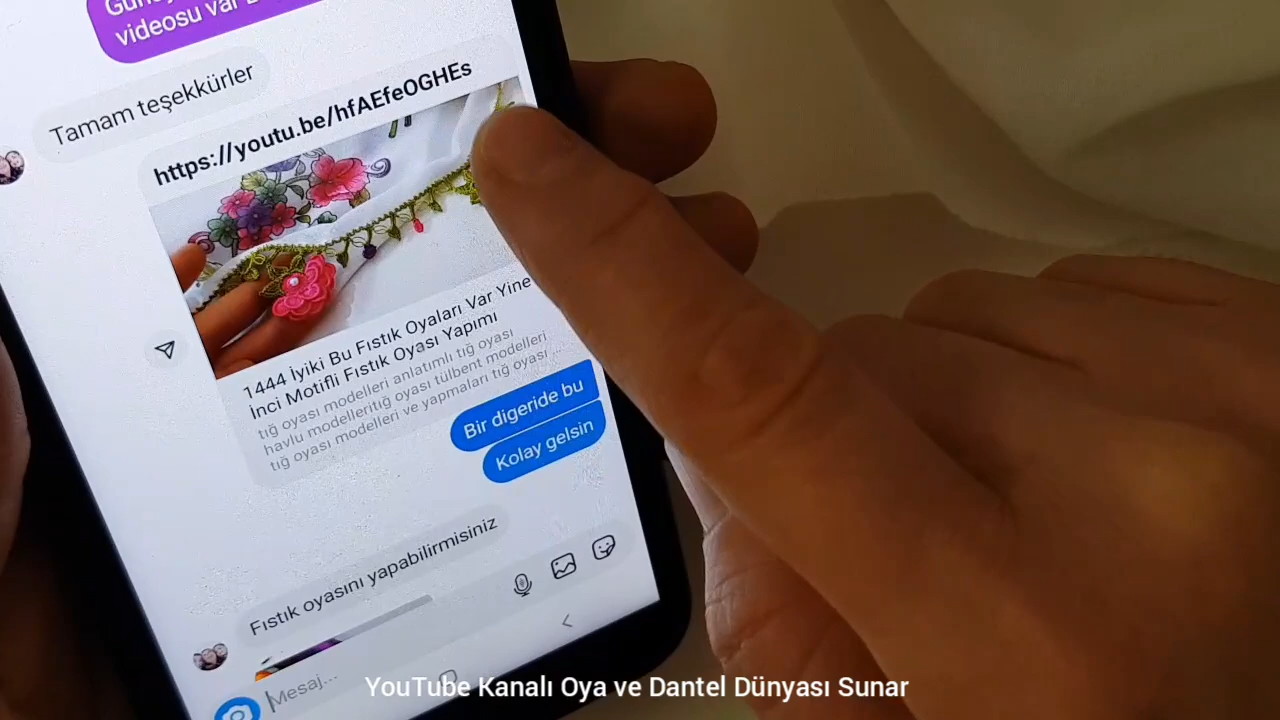 videosu var
Tamam teşekkürler
https://youtu.be/hfAEfeOGHEs
1444 İyiki Bu Fıstık Oyaları Var Yine
İnci Motifli Fıstık Oyası Yapımı
tığ oyası modelleri anlatımlı tığ oyası
havlu modelleritığ oyası tülbent modelleri
tığ oyası modelleri ve yapmaları tığ oyası ...
Bir digeride bu
Kolay gelsin
Fıstık oyasını yapabilirmisiniz
Mesaj...
YouTube Kanalı Oya ve Dantel Dünyası Sunar